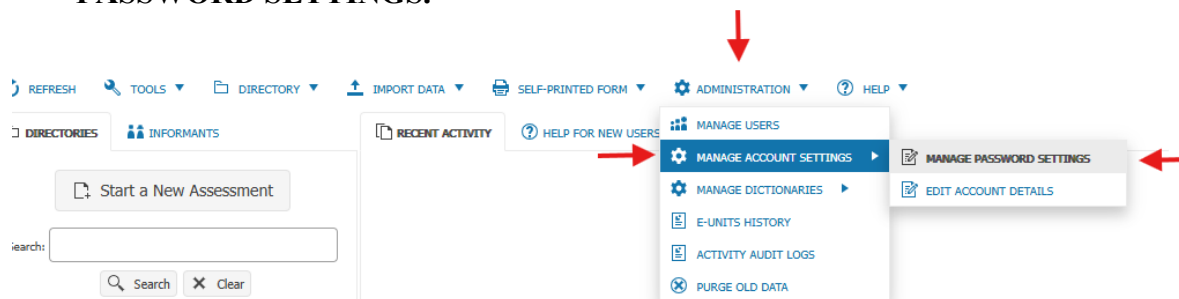 PASSWORD SETTINGS.
REFRESH TOOLS DIRECTORY IMPORT DATA SELF-PRINTED FORM ADMINISTRATION HELP
DIRECTORIES INFORMANTS RECENT ACTIVITY HELP FOR NEW USERS
MANAGE USERS
MANAGE ACCOUNT SETTINGS MANAGE PASSWORD SETTINGS
Start a New Assessment
MANAGE DICTIONARIES EDIT ACCOUNT DETAILS
E-UNITS HISTORY
Search:
ACTIVITY AUDIT LOGS
Search Clear
PURGE OLD DATA